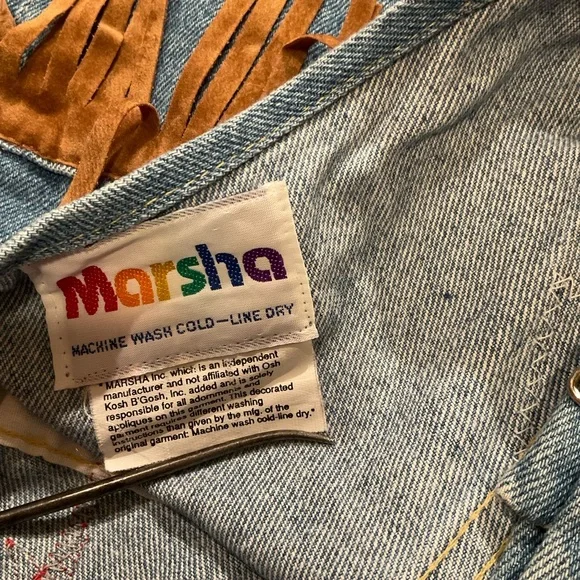 Marsha
MACHINE WASH COLD-LINE DRY
"MARSHA Inc. which is an independent
manufacturer and not affiliated with Osh
Kosh B'Gosh, Inc. added and is solely
responsible for all adornments and
appliques on this garment. This decorated
garment requires different washing
instructions than given by the mfg. of the
original garment: Machine wash cold-line dry."